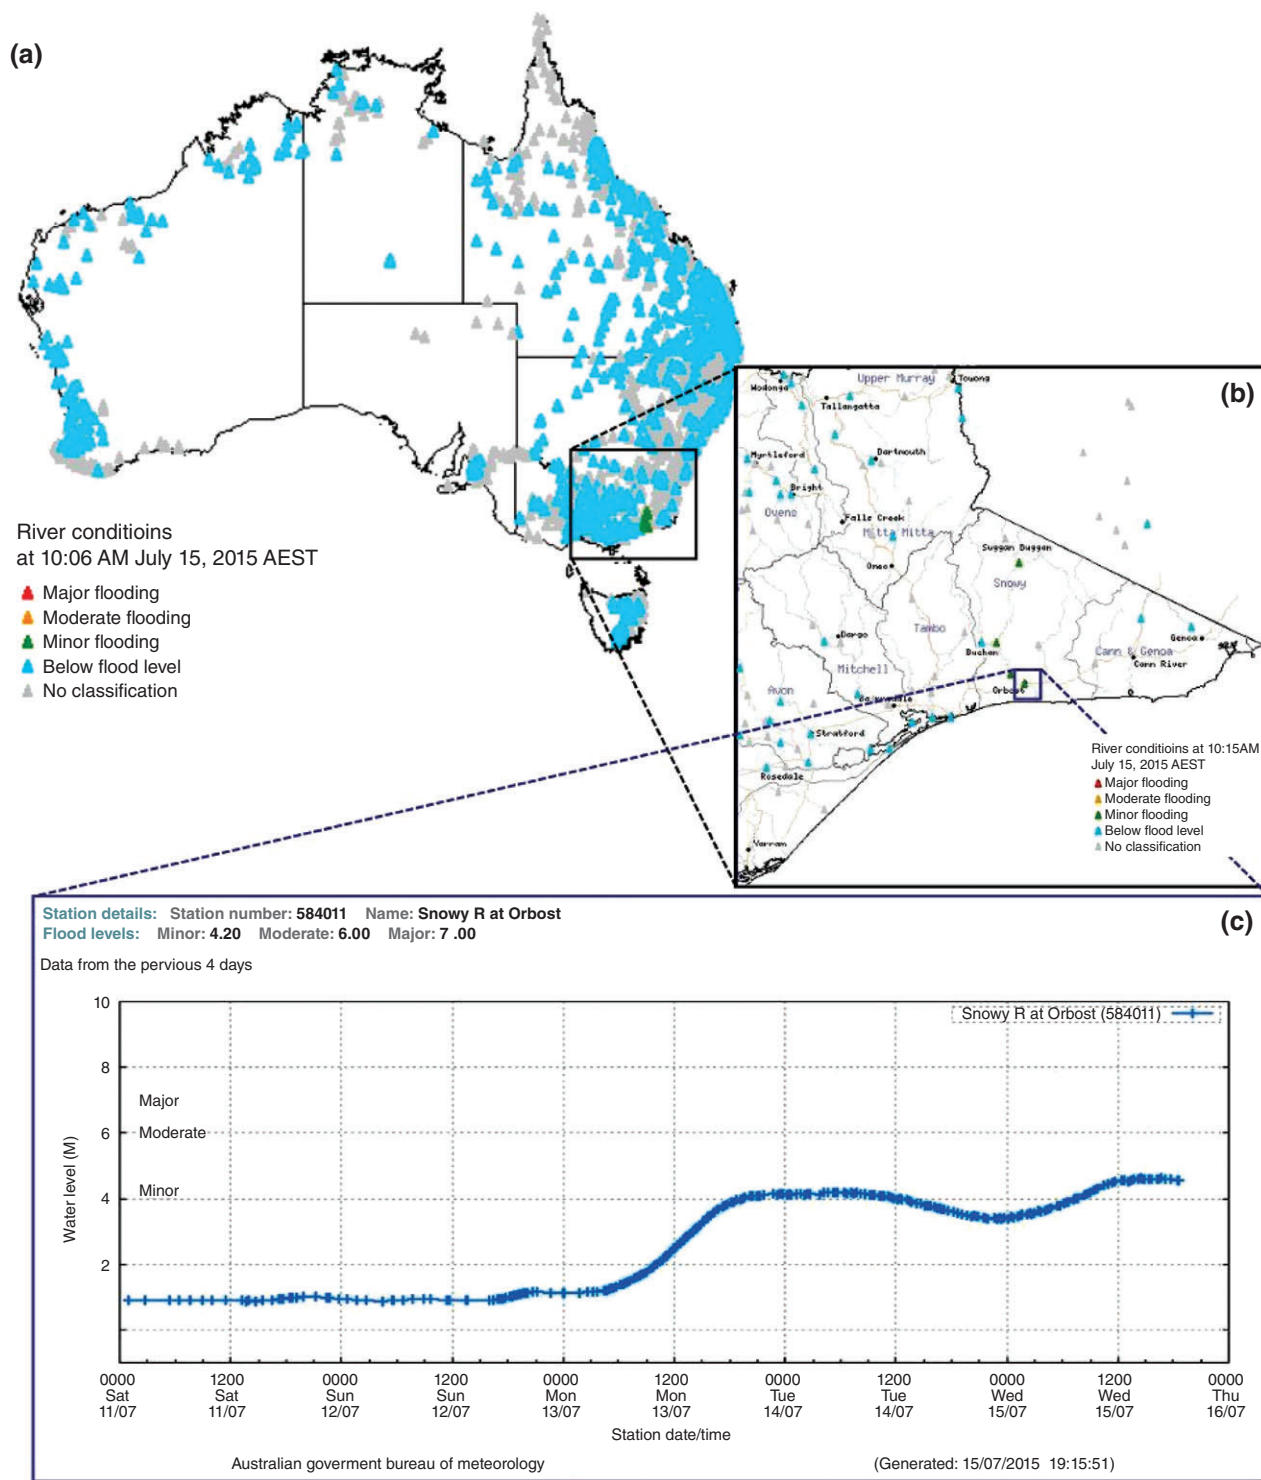 (a)
River conditioins
at 10:06 AM July 15, 2015 AEST
Major flooding
Moderate flooding
Minor flooding
Below flood level
No classification
(b)
Upper Murray
Towong
Wodonga
Tallangatta
Myrtleford
Dartmouth
Bright
Ovens
Falls Creek
Mitta Mitta
Omeo
Suggan Buggan
Snowy
Tambo
Dargo
Buchan
Genoa
Cann & Genoa
Cann River
Mitchell
Avon
Orbost
Stratford
Rosedale
Yarram
River conditioins at 10:15AM
July 15, 2015 AEST
Major flooding
Moderate flooding
Minor flooding
Below flood level
No classification
(c)
Station details: Station number: 584011 Name: Snowy R at Orbost
Flood levels: Minor: 4.20 Moderate: 6.00 Major: 7 .00
Data from the pervious 4 days
Snowy R at Orbost (584011)
Water level (M)
10
8
6
4
2
Major
Moderate
Minor
0000 1200 0000 1200 0000 1200 0000 1200 0000 1200 0000
Sat Sat Sun Sun Mon Mon Tue Tue Wed Wed Thu
11/07 11/07 12/07 12/07 13/07 13/07 14/07 14/07 15/07 15/07 16/07
Station date/time
Australian goverment bureau of meteorology
(Generated: 15/07/2015 19:15:51)